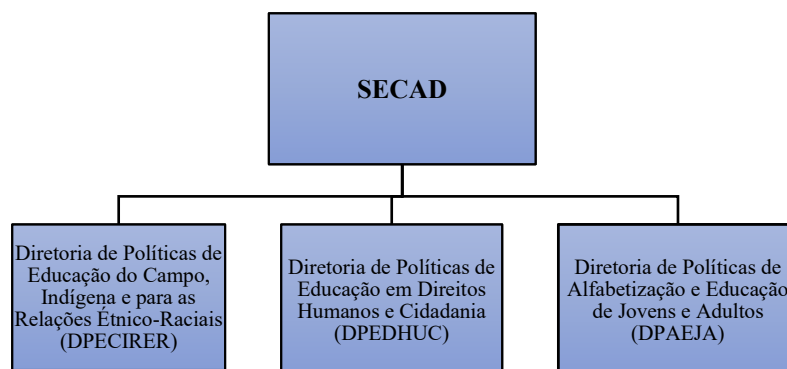 SECAD
Diretoria de Políticas de
Educação do Campo,
Indígena e para as
Relações Étnico-Raciais
(DPECIRER)
Diretoria de Políticas de
Educação em Direitos
Humanos e Cidadania
(DPEDHUC)
Diretoria de Políticas de
Alfabetização e Educação
de Jovens e Adultos
(DPAEJA)